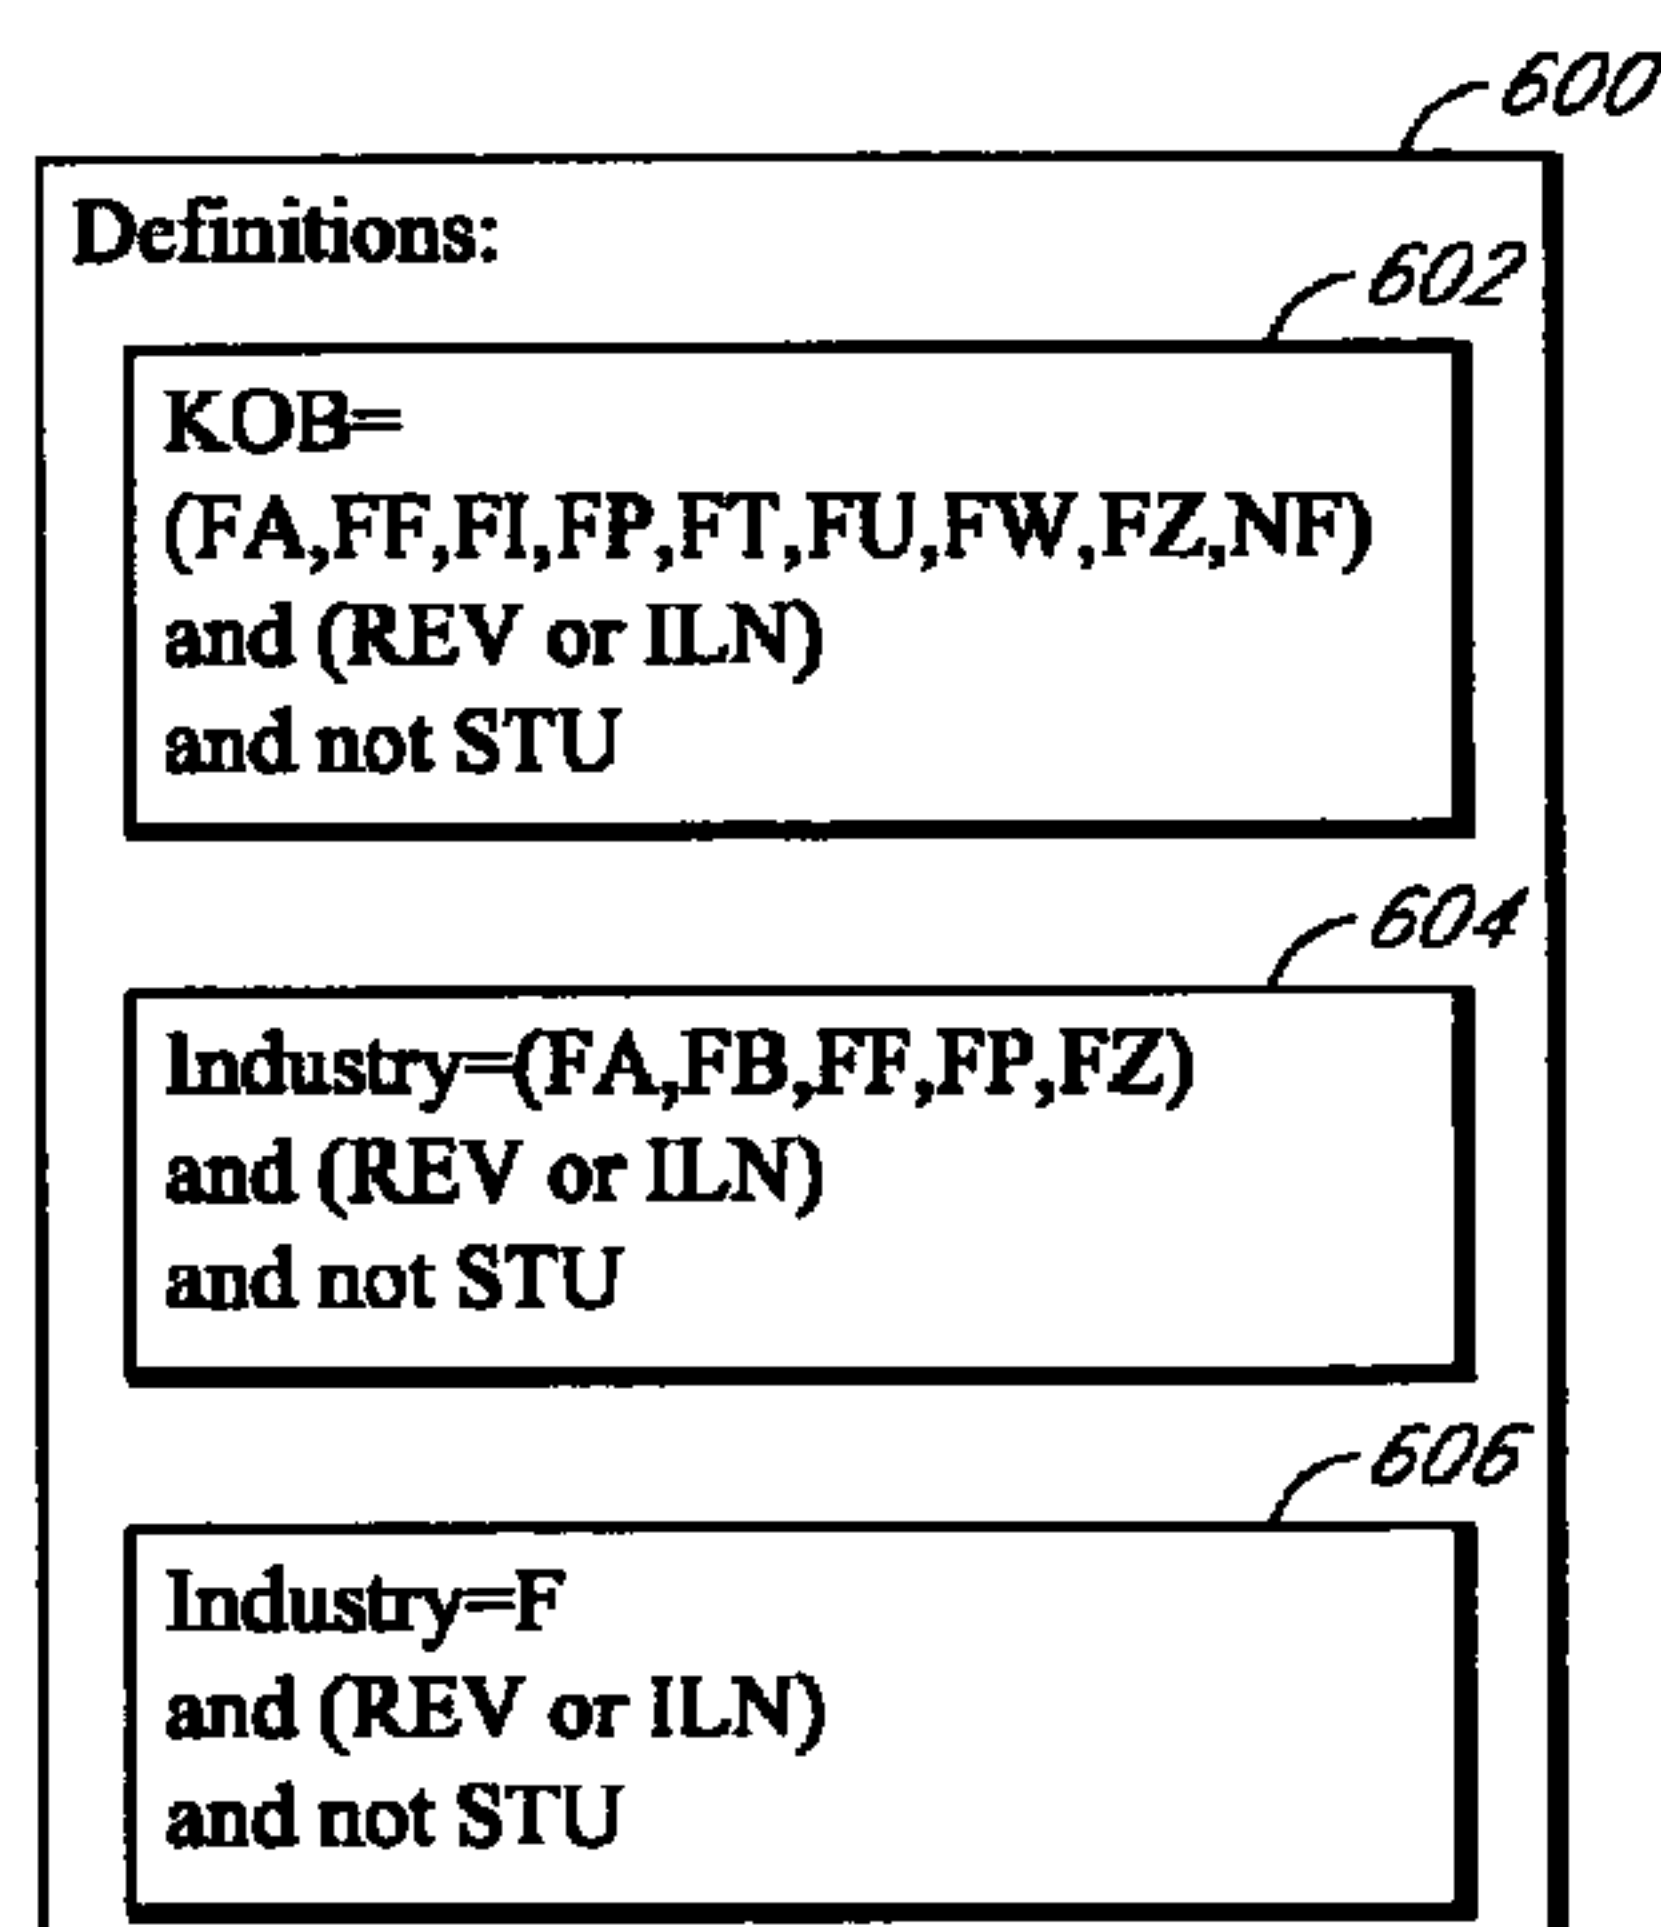 600
Definitions:
602
KOB=
(FA,FF,FI,FP,FT,FU,FW,FZ,NF)
and (REV or ILN)
and not STU
604
Industry=(FA,FB,FF,FP,FZ)
and (REV or ILN)
and not STU
606
Industry=F
and (REV or ILN)
and not STU